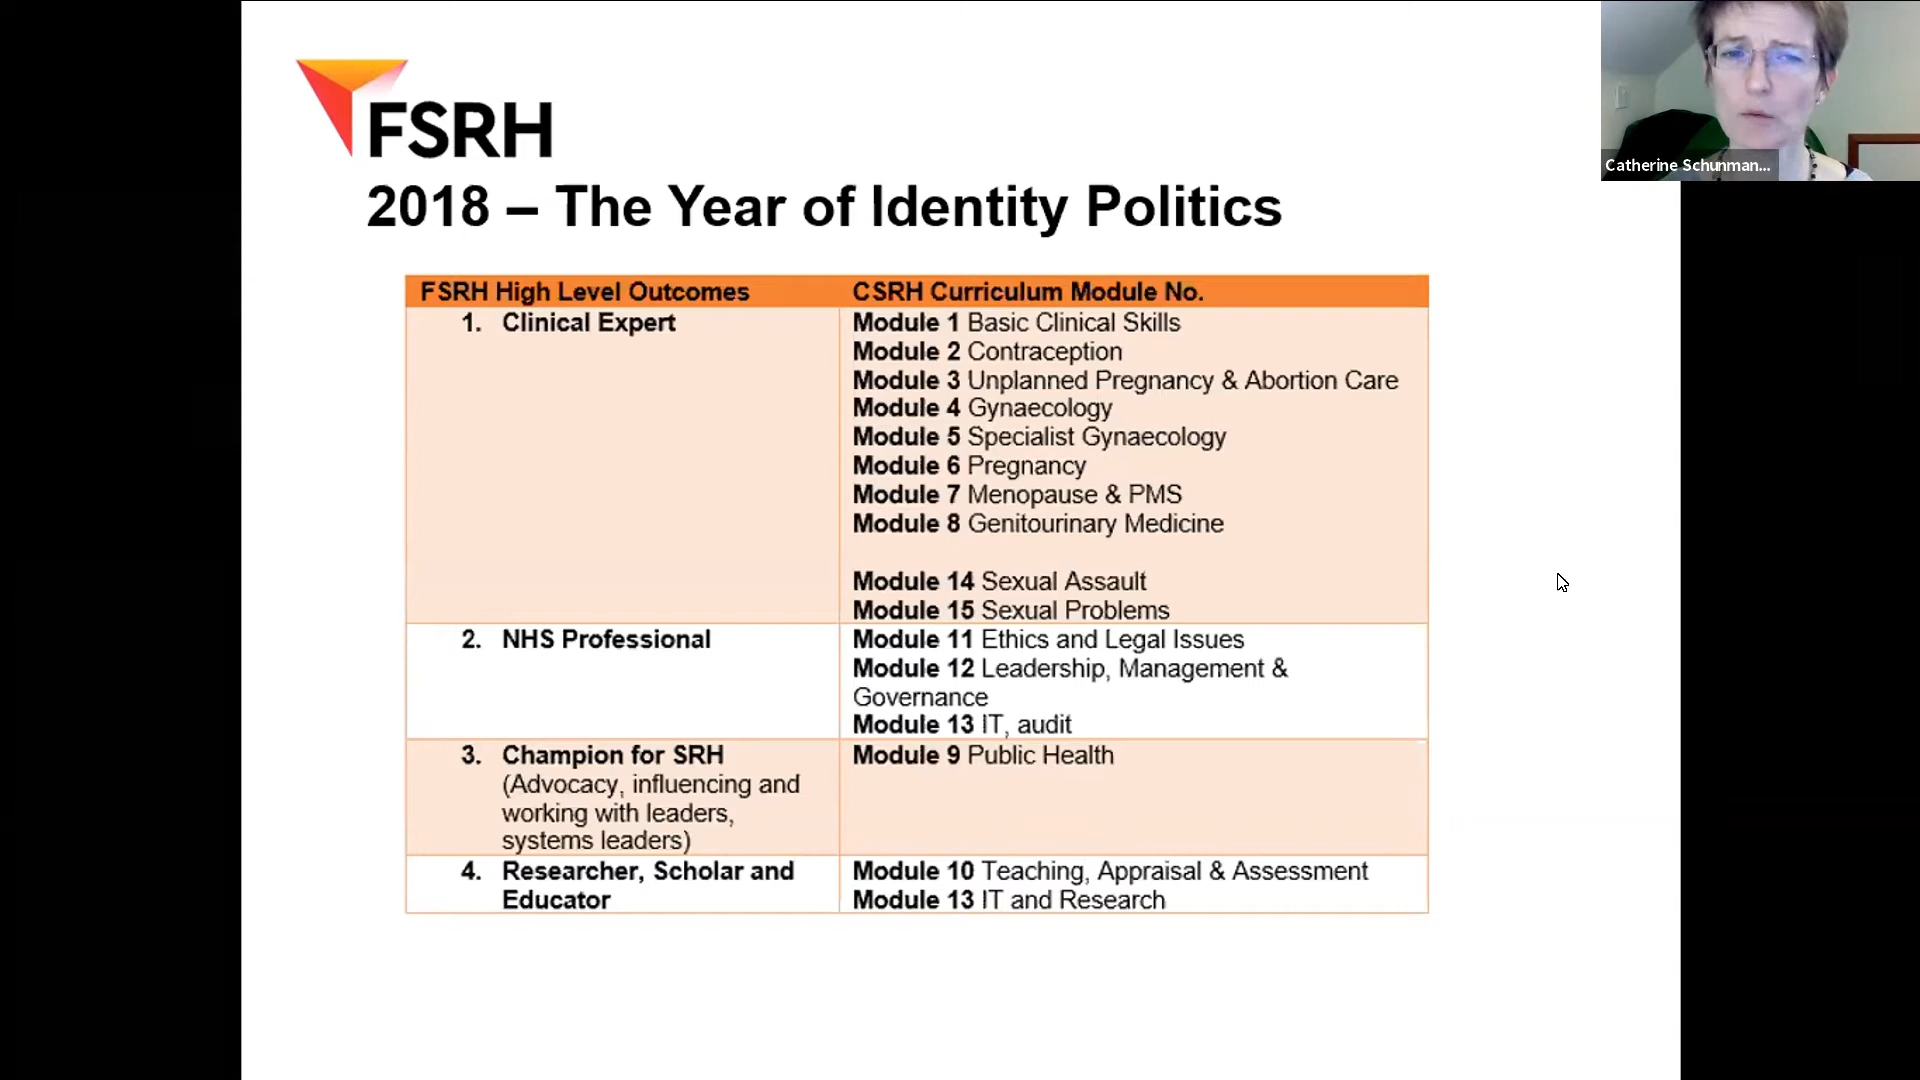 Catherine Schunman...
FSRH
2018 – The Year of Identity Politics
FSRH High Level Outcomes
CSRH Curriculum Module No.
1. Clinical Expert
Module 1 Basic Clinical Skills
Module 2 Contraception
Module 3 Unplanned Pregnancy & Abortion Care
Module 4 Gynaecology
Module 5 Specialist Gynaecology
Module 6 Pregnancy
Module 7 Menopause & PMS
Module 8 Genitourinary Medicine
Module 14 Sexual Assault
Module 15 Sexual Problems
2. NHS Professional
Module 11 Ethics and Legal Issues
Module 12 Leadership, Management &
Governance
Module 13 IT, audit
3. Champion for SRH
(Advocacy, influencing and
working with leaders,
systems leaders)
Module 9 Public Health
4. Researcher, Scholar and
Educator
Module 10 Teaching, Appraisal & Assessment
Module 13 IT and Research